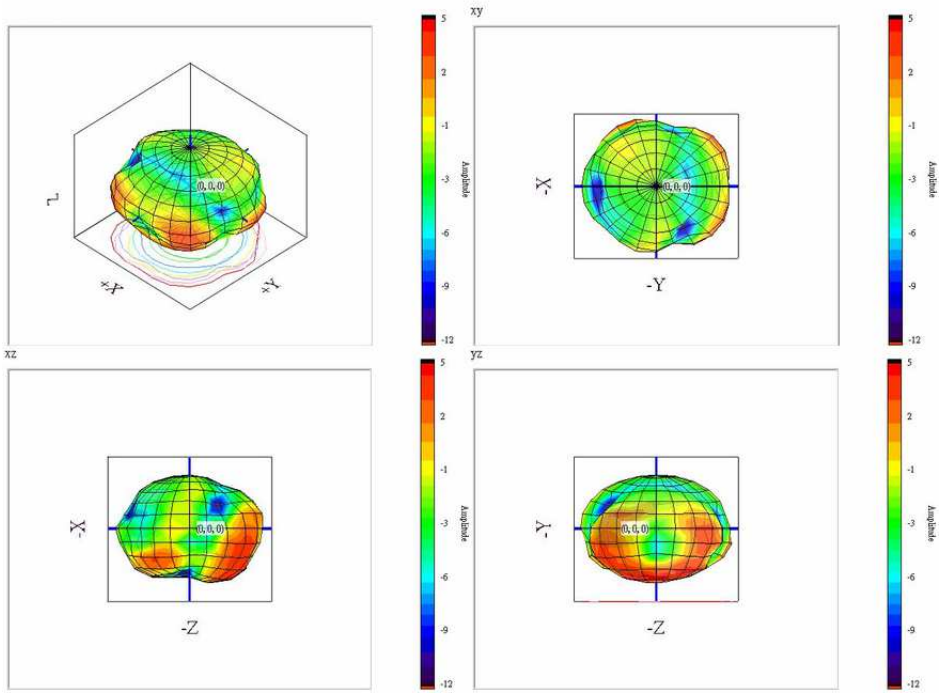 xy
5
2
-1
-3
-6
-9
-12
Amplitude
(0, 0, 0)
Z
+X
+Y
5
2
-1
-3
-6
-9
-12
Amplitude
(0, 0, 0)
-X
-Y
xz
5
2
-1
-3
-6
-9
-12
Amplitude
(0, 0, 0)
-X
-Z
yz
5
2
-1
-3
-6
-9
-12
Amplitude
(0, 0, 0)
-Y
-Z